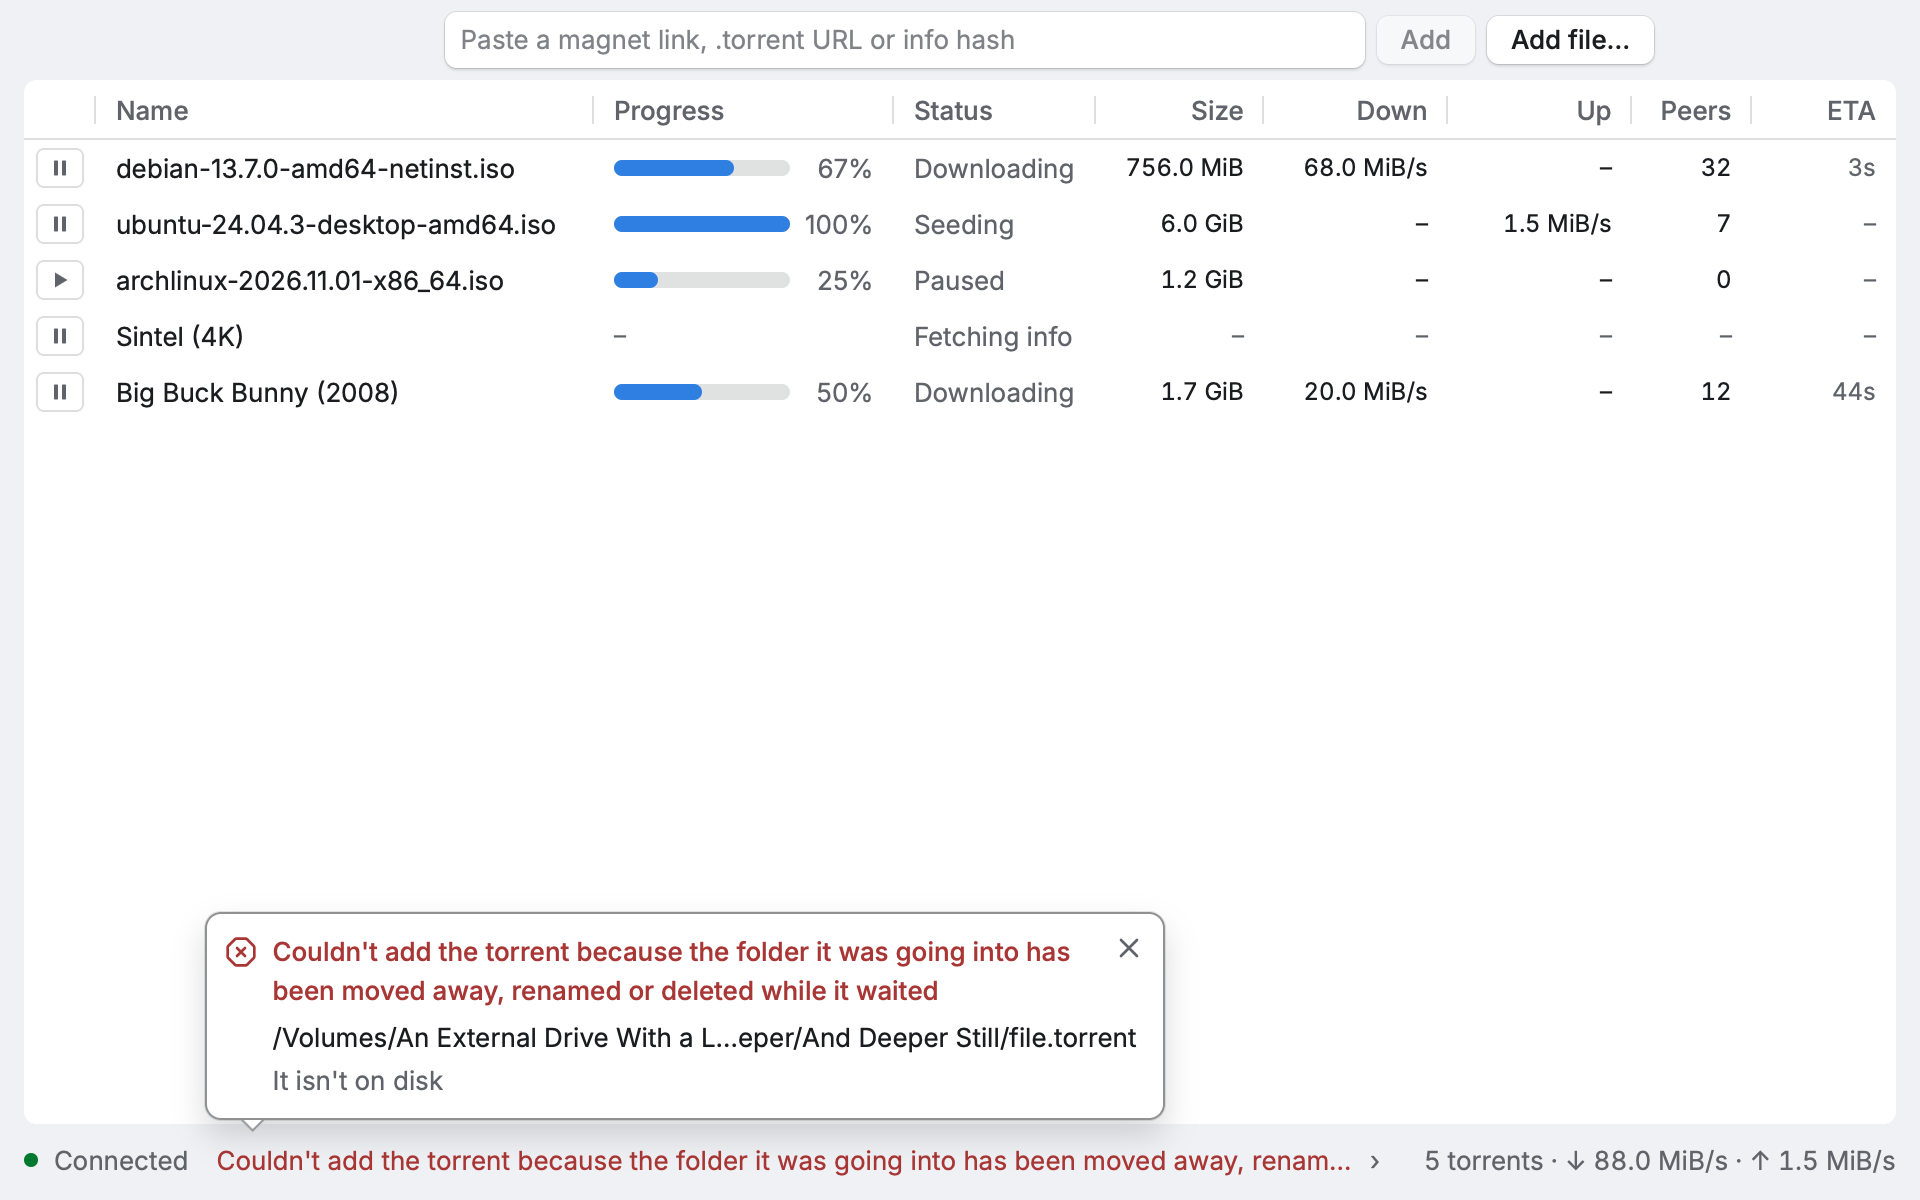 Paste a magnet link, .torrent URL or info hash Add Add file...
Name Progress Status Size Down Up Peers ETA
debian-13.7.0-amd64-netinst.iso 67% Downloading 756.0 MiB 68.0 MiB/s – 32 3s
ubuntu-24.04.3-desktop-amd64.iso 100% Seeding 6.0 GiB – 1.5 MiB/s 7 –
archlinux-2026.11.01-x86_64.iso 25% Paused 1.2 GiB – – 0 –
Sintel (4K) – Fetching info – – – – –
Big Buck Bunny (2008) 50% Downloading 1.7 GiB 20.0 MiB/s – 12 44s
Couldn't add the torrent because the folder it was going into has
been moved away, renamed or deleted while it waited
/Volumes/An External Drive With a L...eper/And Deeper Still/file.torrent
It isn't on disk
Connected Couldn't add the torrent because the folder it was going into has been moved away, renam... › 5 torrents · ↓ 88.0 MiB/s · ↑ 1.5 MiB/s